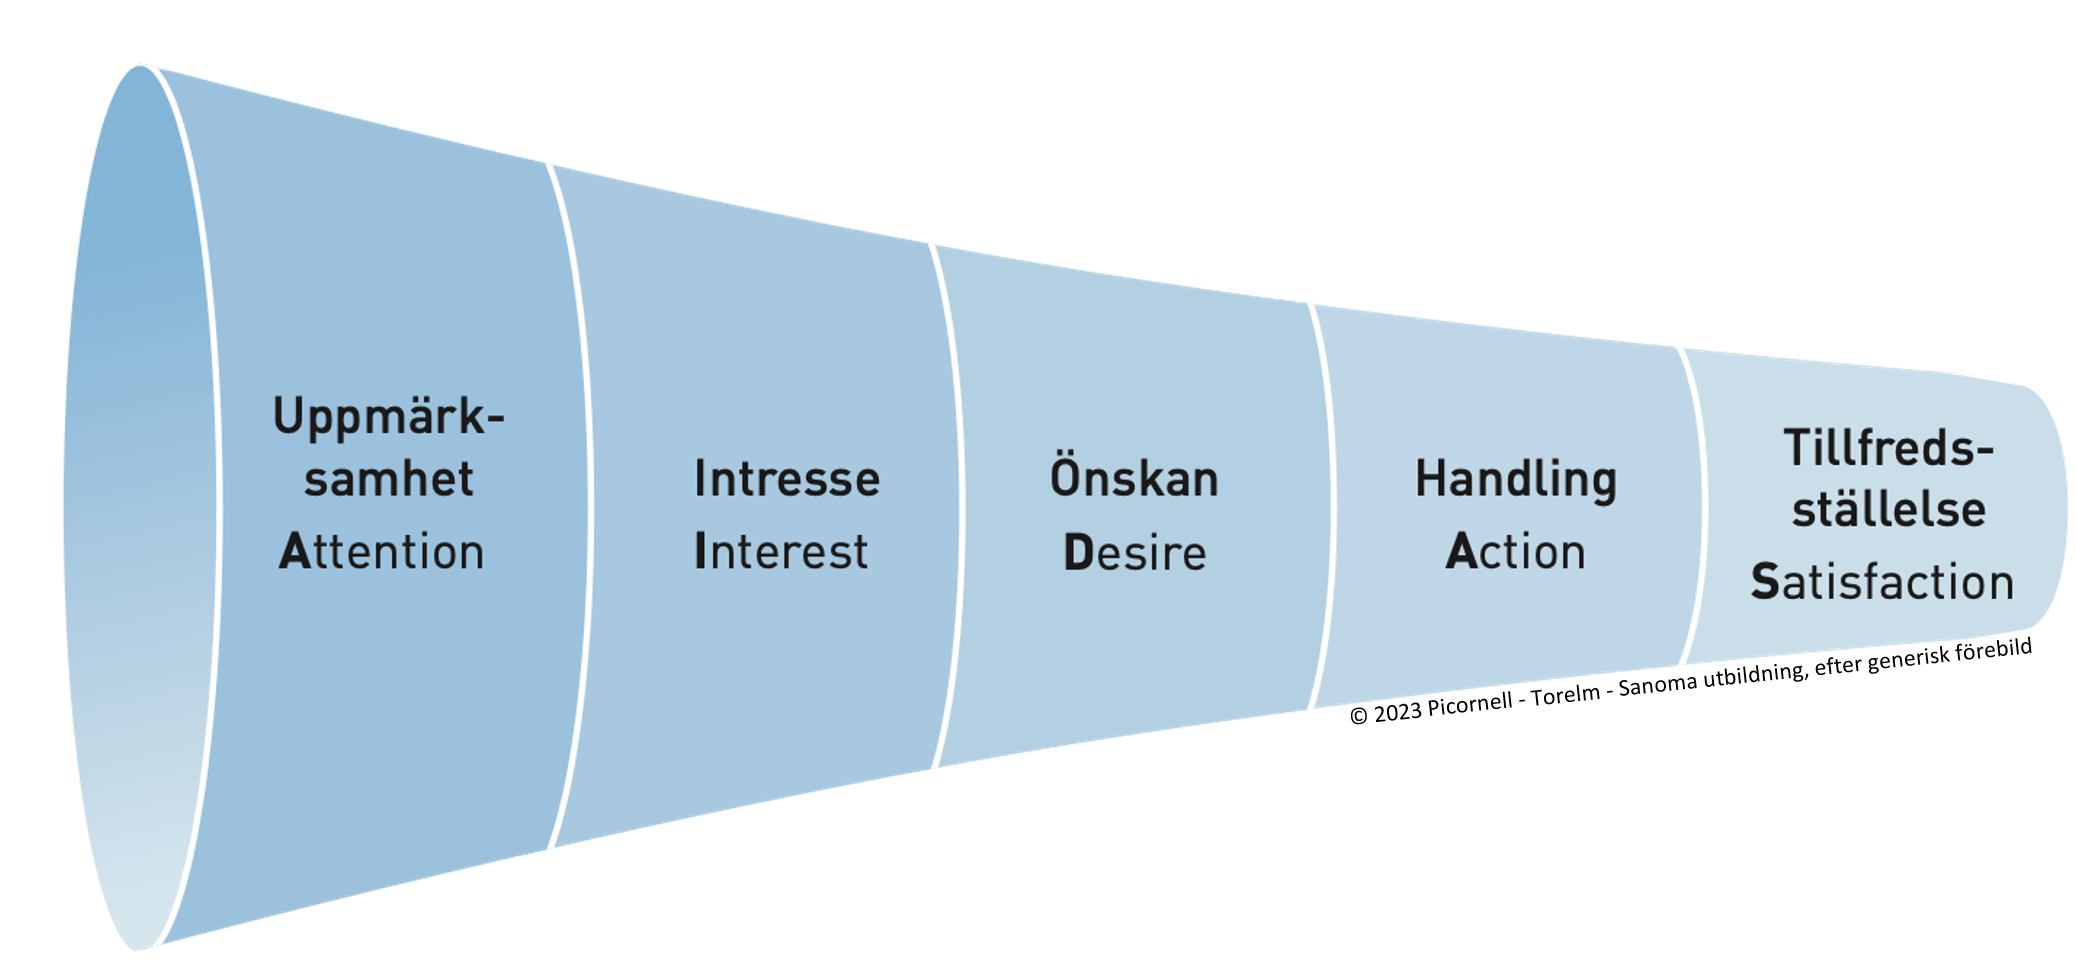 Uppmärk-
samhet
Attention
Intresse
Interest
Önskan
Desire
Handling
Action
Tillfreds-
ställelse
Satisfaction
© 2023 Picornell - Torelm - Sanoma utbildning, efter generisk förebild